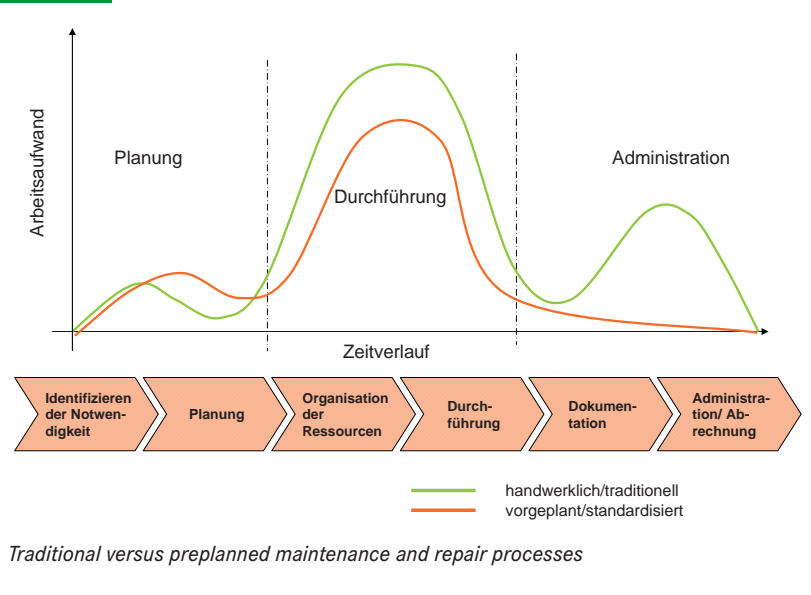 Arbeitsaufwand
Planung
Durchführung
Administration
Zeitverlauf
Identifizieren
der Notwen-
digkeit
Planung
Organisation
der
Ressourcen
Durch-
führung
Dokumen-
tation
Administra-
tion/ Ab-
rechnung
handwerklich/traditionell
vorgeplant/standardisiert
Traditional versus preplanned maintenance and repair processes